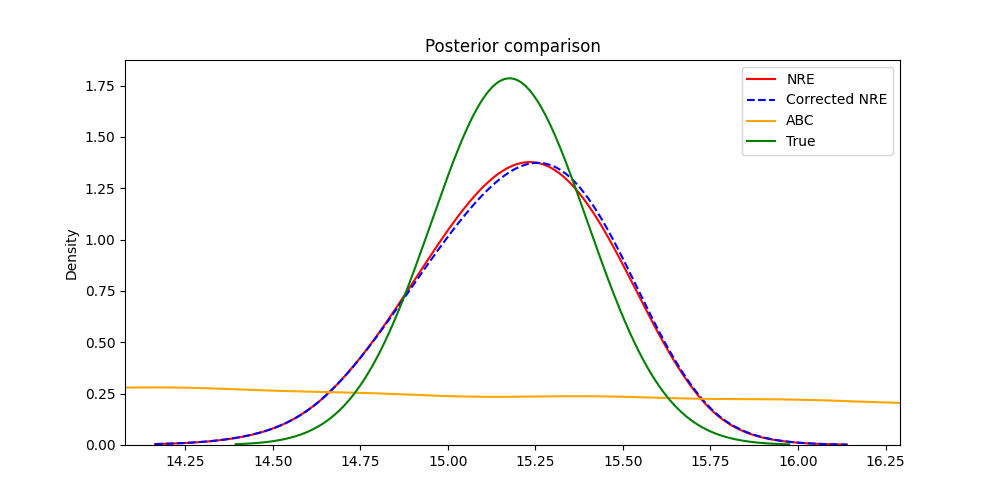 Posterior comparison
NRE
Corrected NRE
ABC
True
Density
1.75
1.50
1.25
1.00
0.75
0.50
0.25
0.00
14.25 14.50 14.75 15.00 15.25 15.50 15.75 16.00 16.25